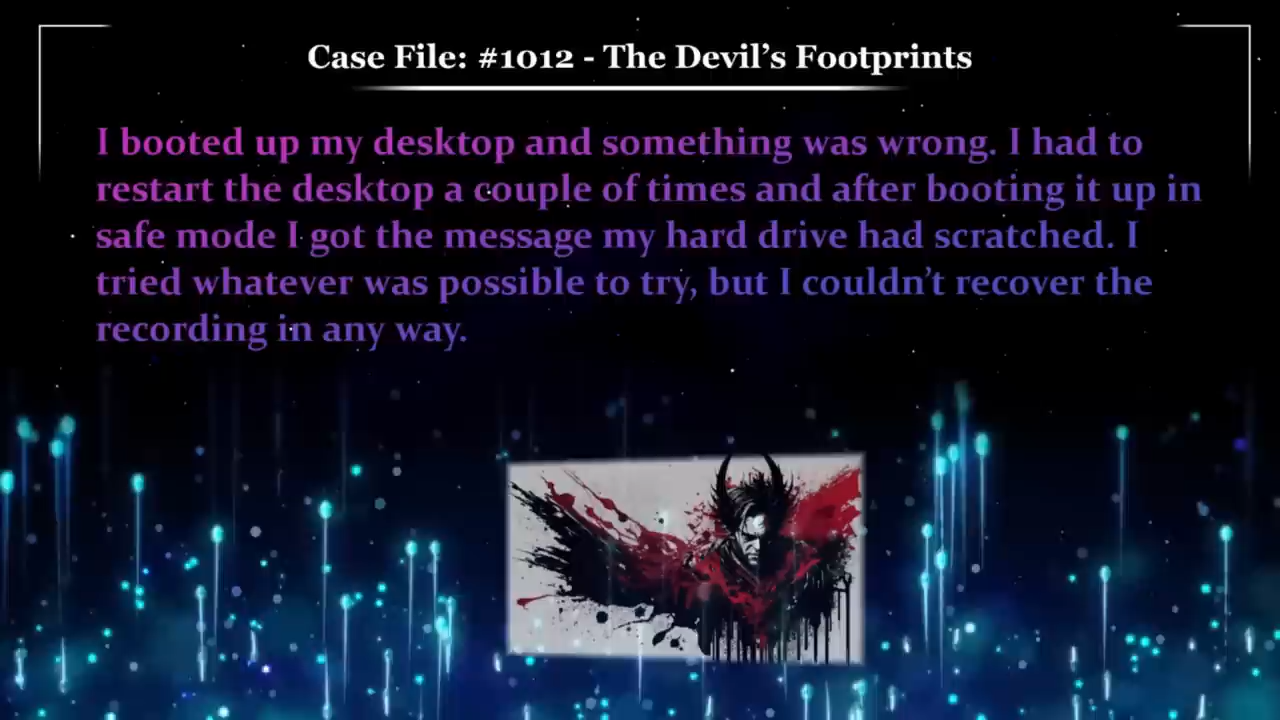 Case File: #1012 - The Devil’s Footprints
I booted up my desktop and something was wrong. I had to
restart the desktop a couple of times and after booting it up in
safe mode I got the message my hard drive had scratched. I
tried whatever was possible to try, but I couldn’t recover the
recording in any way.